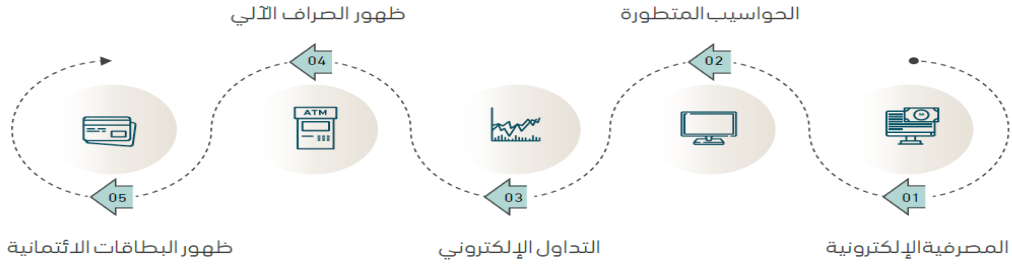 01
المصرفية الإلكترونية
02
الحواسيب المتطورة
03
التداول الإلكتروني
04
ظهور الصراف الآلي
ATM
05
ظهور البطاقات الائتمانية